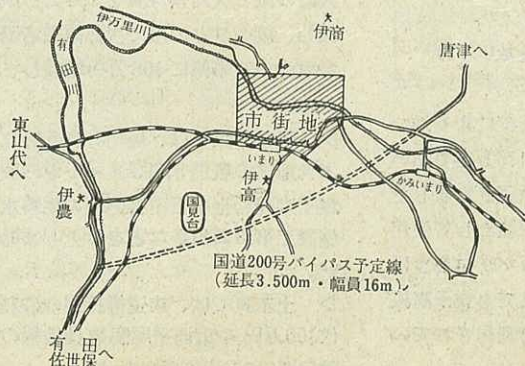 伊万里川
伊商
唐津へ
有田川
市街地
いまり
かみいまり
東山代へ
伊農
国見台
伊高
国道200号バイパス予定線
(延長3.500m・幅員16m)
有田へ
佐世保へ